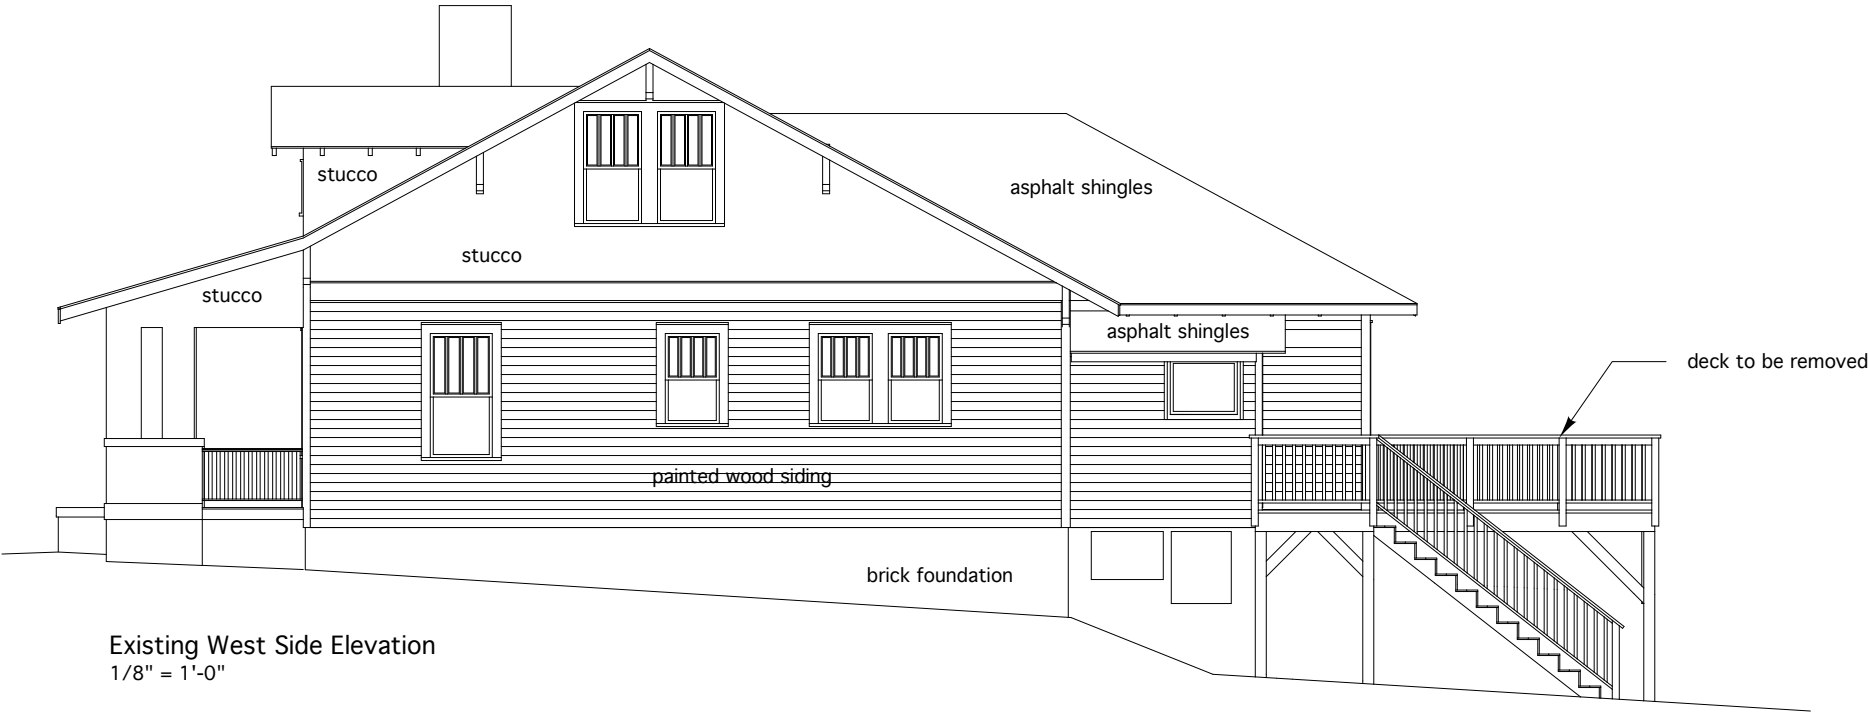 stucco
asphalt shingles
stucco
stucco
asphalt shingles
deck to be removed
painted wood siding
brick foundation
Existing West Side Elevation
1/8" = 1'-0"